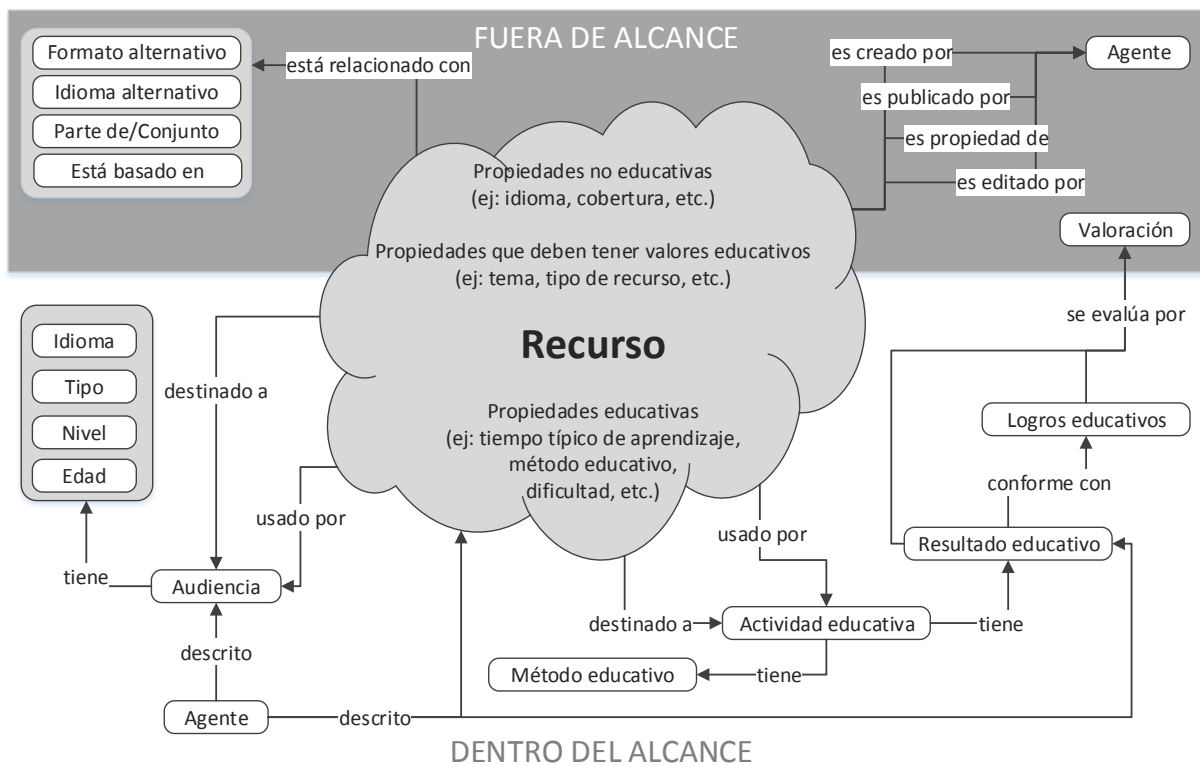 FUERA DE ALCANCE
Formato alternativo
Idioma alternativo
Parte de/Conjunto
Está basado en
está relacionado con
es creado por
es publicado por
es propiedad de
es editado por
Agente
Valoración
Propiedades no educativas
(ej: idioma, cobertura, etc.)
Propiedades que deben tener valores educativos
(ej: tema, tipo de recurso, etc.)
Recurso
Propiedades educativas
(ej: tiempo típico de aprendizaje,
método educativo,
dificultad, etc.)
Idioma
Tipo
Nivel
Edad
destinado a
usado por
tiene
Audiencia
descrito
Agente
descrito
se evalúa por
Logros educativos
conforme con
Resultado educativo
usado por
destinado a
Actividad educativa
tiene
Método educativo
tiene
DENTRO DEL ALCANCE